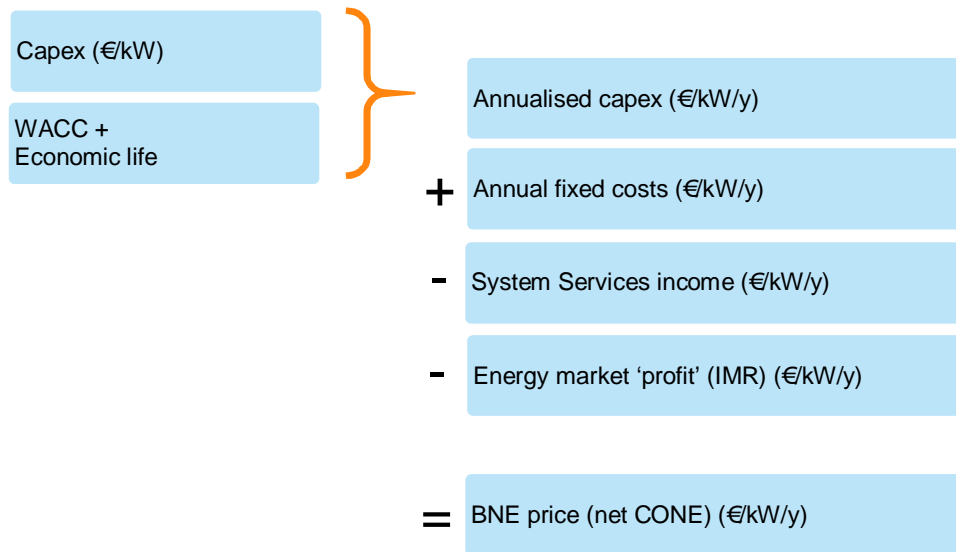 Capex (€/kW)
WACC +
Economic life
Annualised capex (€/kW/y)
+ Annual fixed costs (€/kW/y)
- System Services income (€/kW/y)
- Energy market ‘profit’ (IMR) (€/kW/y)
= BNE price (net CONE) (€/kW/y)